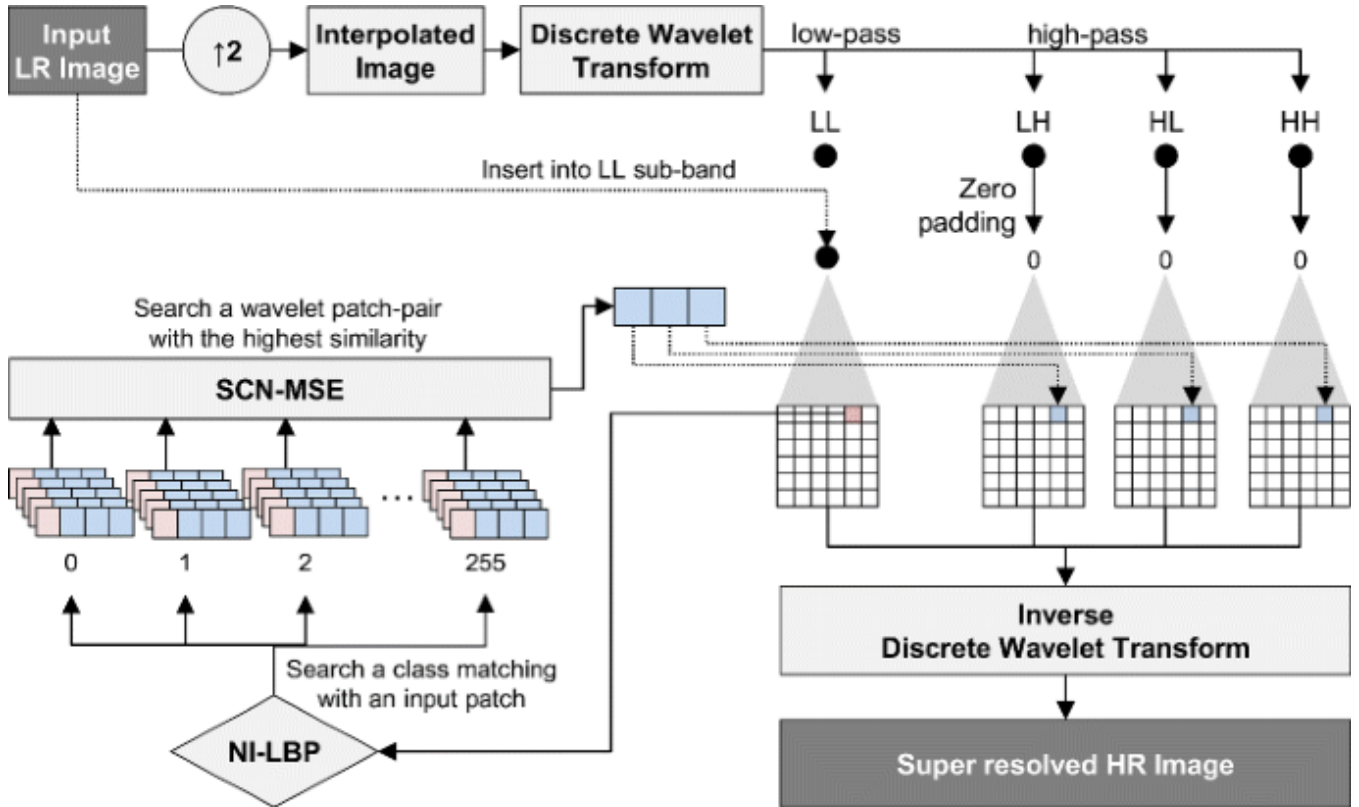 Input
LR Image
↑2
Interpolated
Image
Discrete Wavelet
Transform
low-pass
high-pass
LL
LH
HL
HH
Insert into LL sub-band
Zero
padding
0
0
0
Search a wavelet patch-pair
with the highest similarity
SCN-MSE
...
0
1
2
255
Search a class matching
with an input patch
NI-LBP
Inverse
Discrete Wavelet Transform
Super resolved HR Image